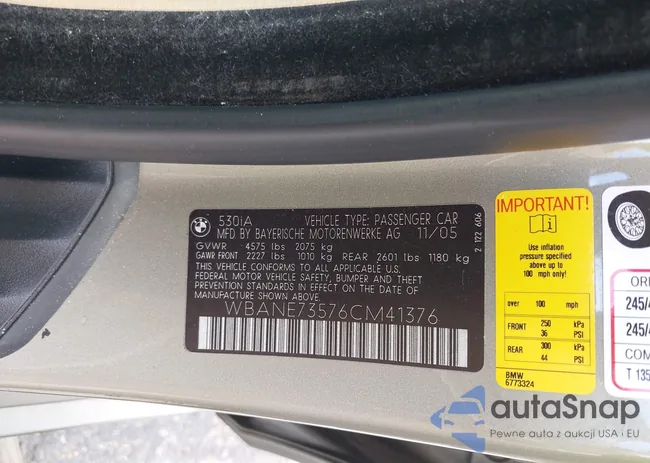 530iA VEHICLE TYPE: PASSENGER CAR
MFD BY BAYERISCHE MOTORENWERKE AG 11/05
GVWR 4575 lbs 2075 kg
GAWR FRONT 2227 lbs 1010 kg REAR 2601 lbs 1180 kg
THIS VEHICLE CONFORMS TO ALL APPLICABLE U.S.
FEDERAL MOTOR VEHICLE SAFETY, BUMPER AND THEFT
PREVENTION STANDARDS IN EFFECT ON THE DATE OF
MANUFACTURE SHOWN ABOVE
WBANE73576CM41376
2 122 606
IMPORTANT!
Use inflation
pressure specified
above up to
100 mph only!
over 100 mph
FRONT 250 kPa
36 PSI
REAR 300 kPa
44 PSI
BMW
6773324
ORI
245/4
245/4
COM
T 135
autaSnap
Pewne auta z aukcji USA i EU